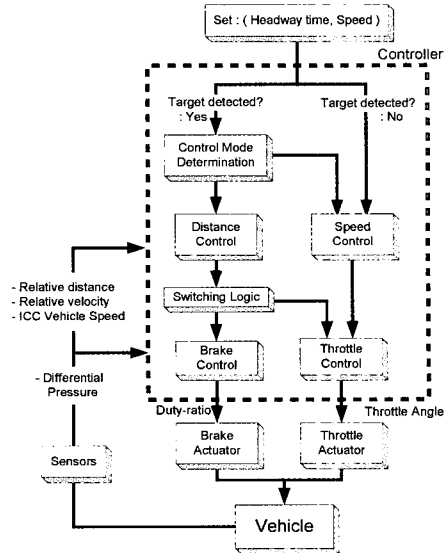 Set : ( Headway time, Speed )
Controller
Target detected?
: Yes
Target detected?
: No
Control Mode
Determination
Distance
Control
Speed
Control
- Relative distance
- Relative velocity
- ICC Vehicle Speed
Switching Logic
Brake
Control
Throttle
Control
- Differential
Pressure
Duty-ratio
Throttle Angle
Sensors
Brake
Actuator
Throttle
Actuator
Vehicle